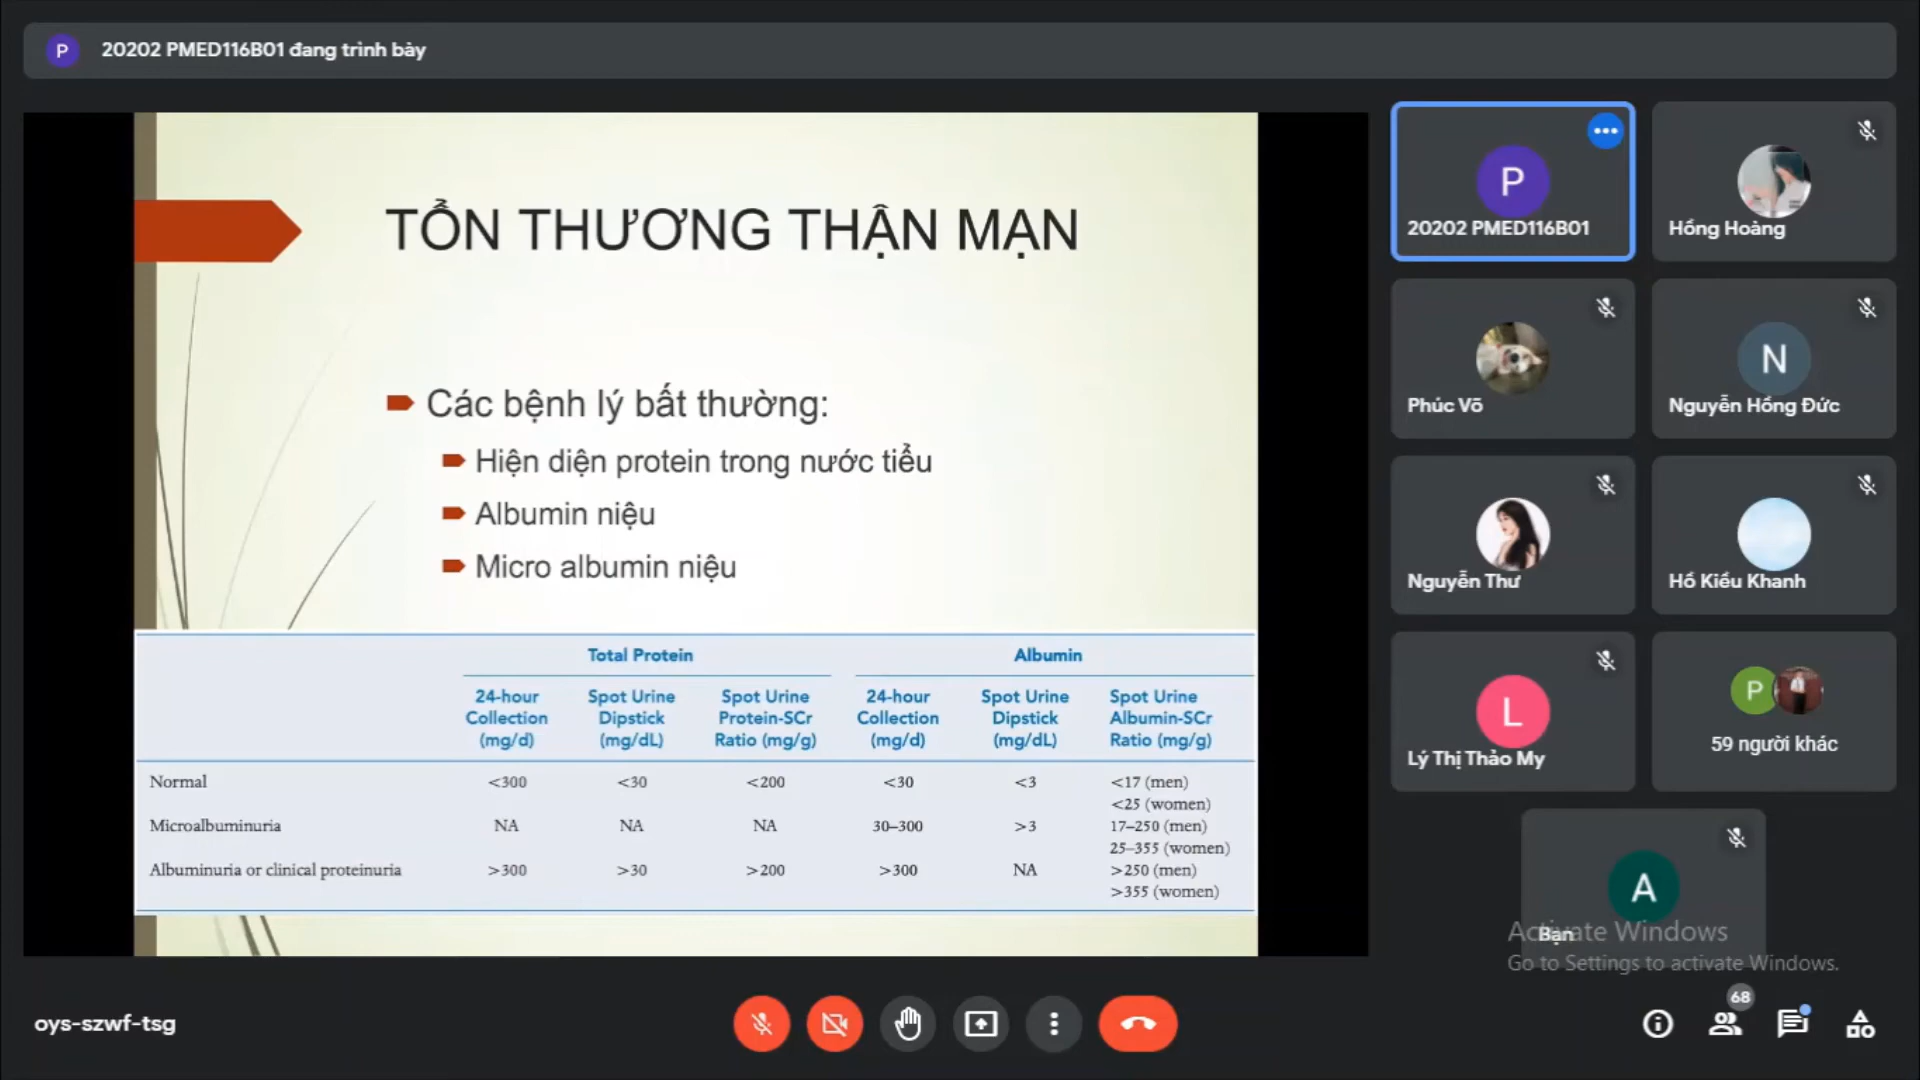 P
20202 PMED116B01 đang trình bày
TỔN THƯƠNG THẬN MẠN
Các bệnh lý bất thường:
Hiện diện protein trong nước tiểu
Albumin niệu
Micro albumin niệu
Total Protein Albumin
24-hour Spot Urine Spot Urine 24-hour Spot Urine Spot Urine
Collection Dipstick Protein-SCr Collection Dipstick Albumin-SCr
(mg/d) (mg/dL) Ratio (mg/g) (mg/d) (mg/dL) Ratio (mg/g)
Normal <300 <30 <200 <30 <3 <17 (men)
<25 (women)
Microalbuminuria NA NA NA 30–300 >3 17–250 (men)
25–355 (women)
Albuminuria or clinical proteinuria >300 >30 >200 >300 NA >250 (men)
>355 (women)
P
20202 PMED116B01
Hồng Hoàng
Phúc Võ
N
Nguyễn Hồng Đức
Nguyễn Thư
Hồ Kiều Khanh
L
Lý Thị Thảo My
P
59 người khác
A
Bạn
Activate Windows
Go to Settings to activate Windows.
oys-szwf-tsg
68